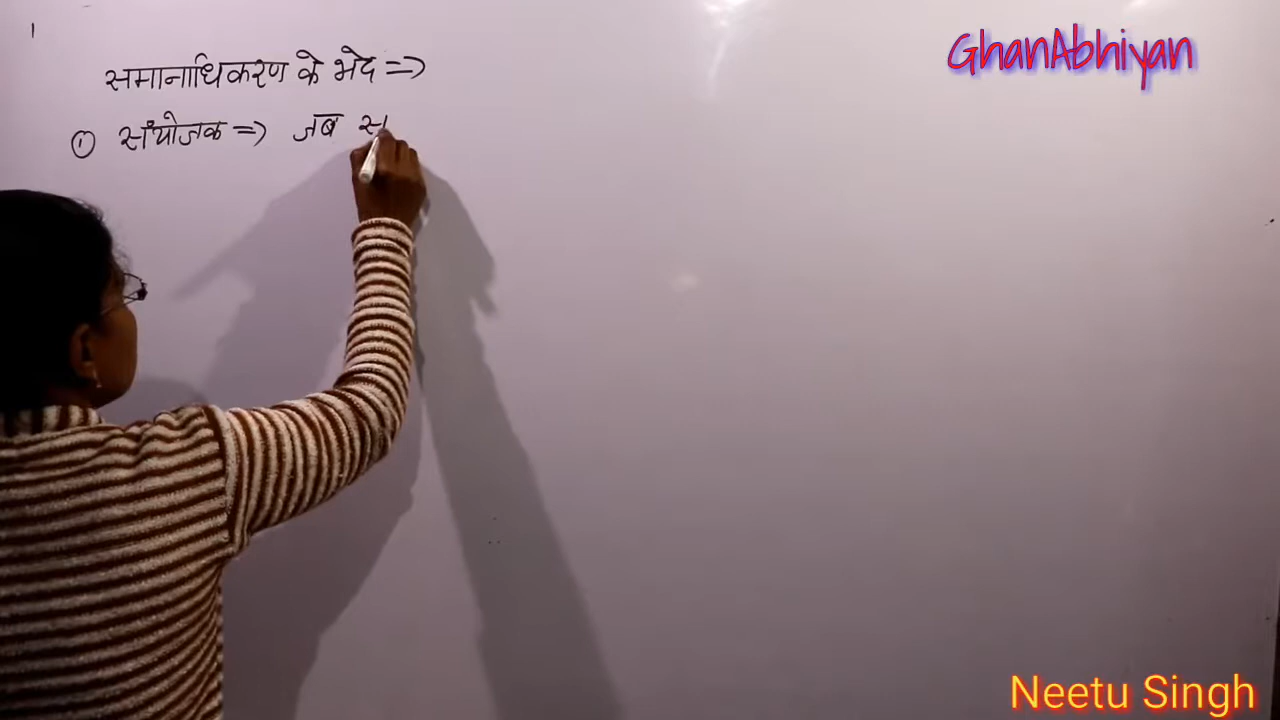 GhanAbhiyan
समानाधिकरण के भेद =>
① संयोजक => जब स
Neetu Singh